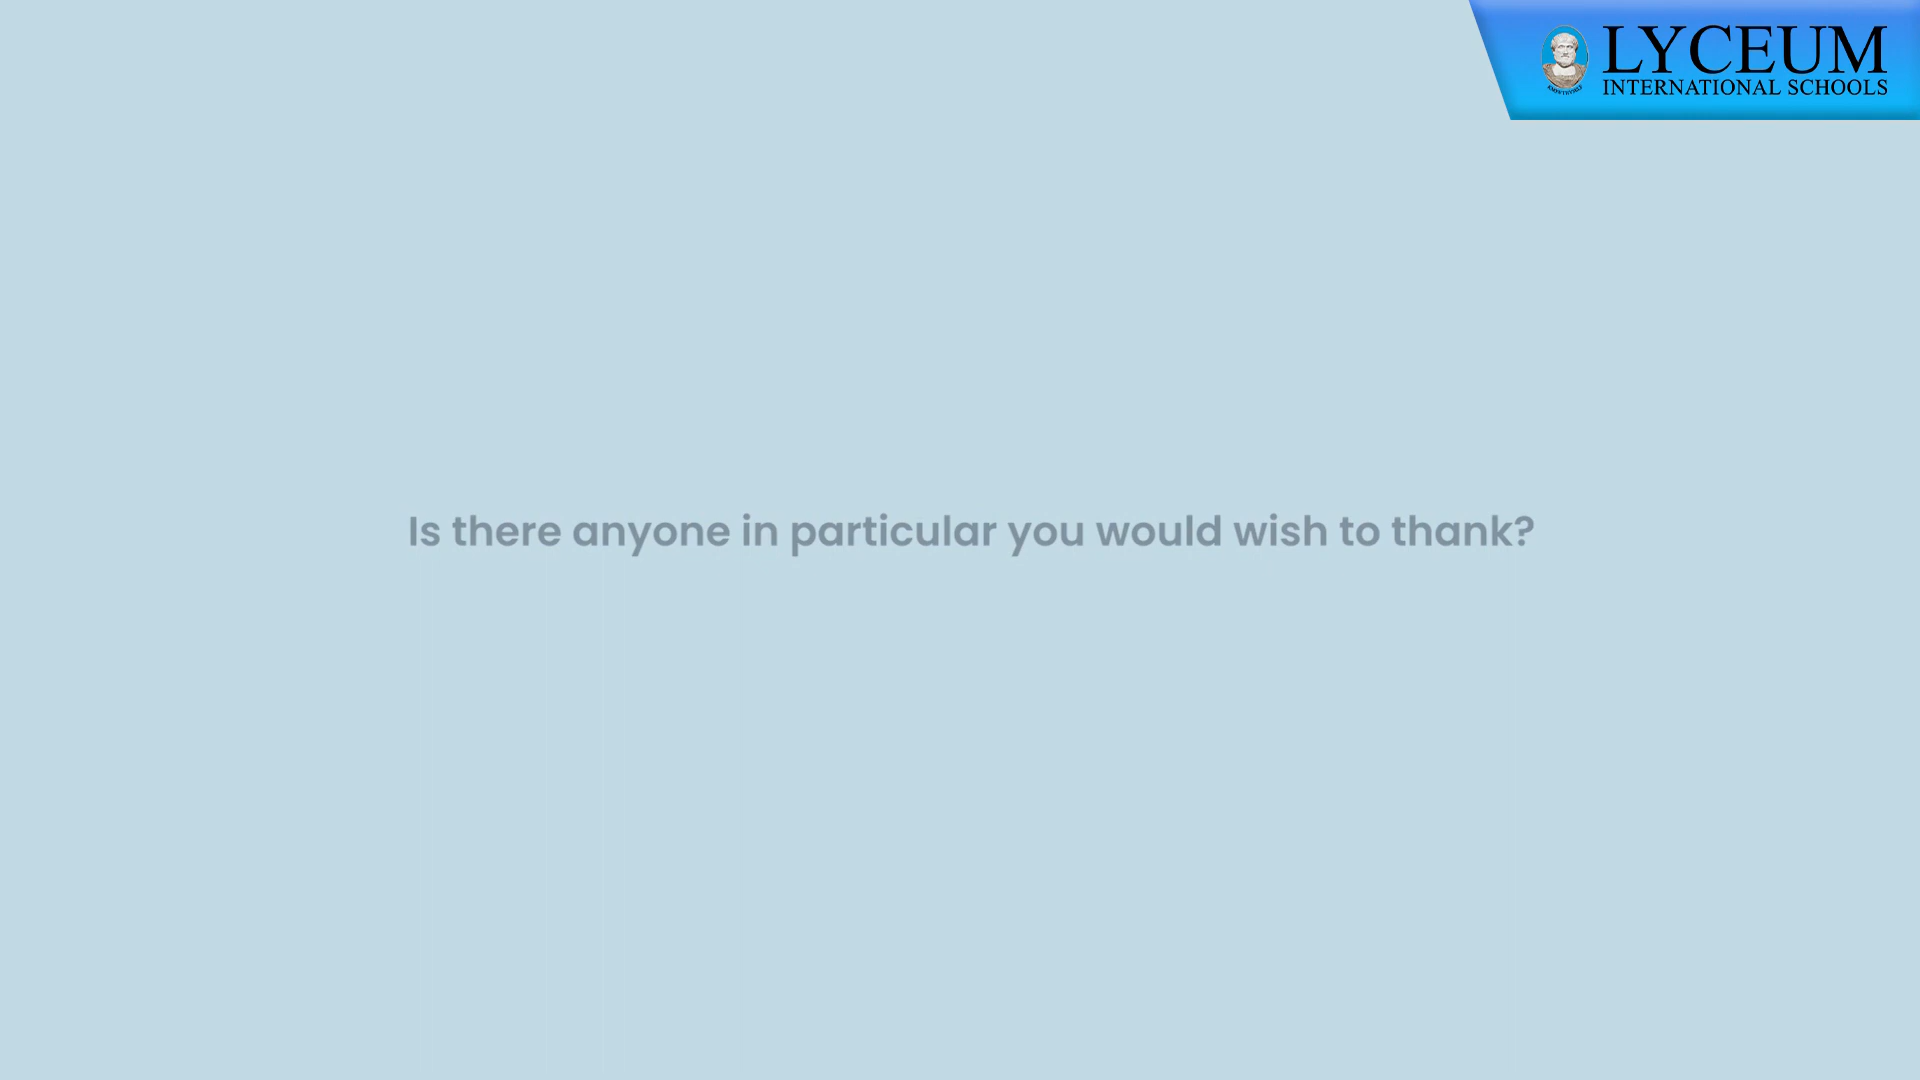 LYCEUM
INTERNATIONAL SCHOOLS
Is there anyone in particular you would wish to thank?